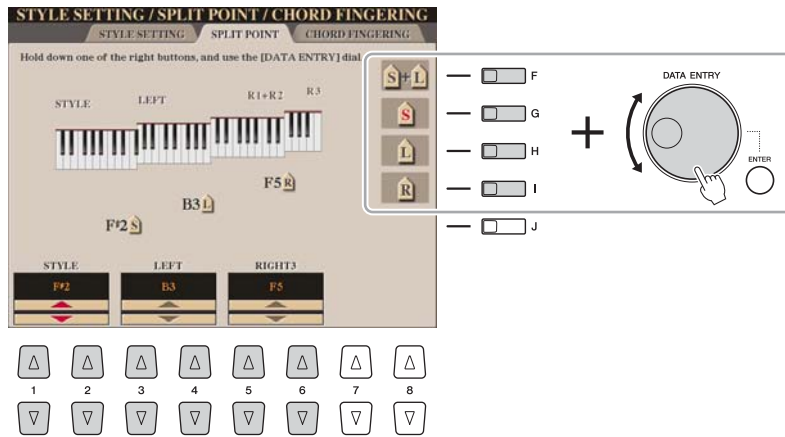 STYLE SETTING / SPLIT POINT / CHORD FINGERING
STYLE SETTING SPLIT POINT CHORD FINGERING
Hold down one of the right buttons, and use the [DATA ENTRY] dial
STYLE LEFT R1+R2 R3
S+L
S
L
R
F
G
H
I
J
+
DATA ENTRY
ENTER
F5 R
B3 L
F#2 S
STYLE LEFT RIGHT3
F#2 B3 F5
1 2 3 4 5 6 7 8